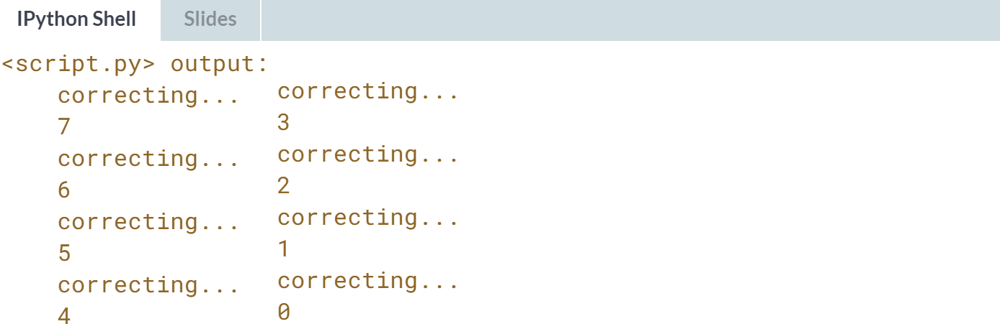 IPython Shell
Slides
<script.py> output:
correcting...
7
correcting...
6
correcting...
5
correcting...
4
correcting...
3
correcting...
2
correcting...
1
correcting...
0